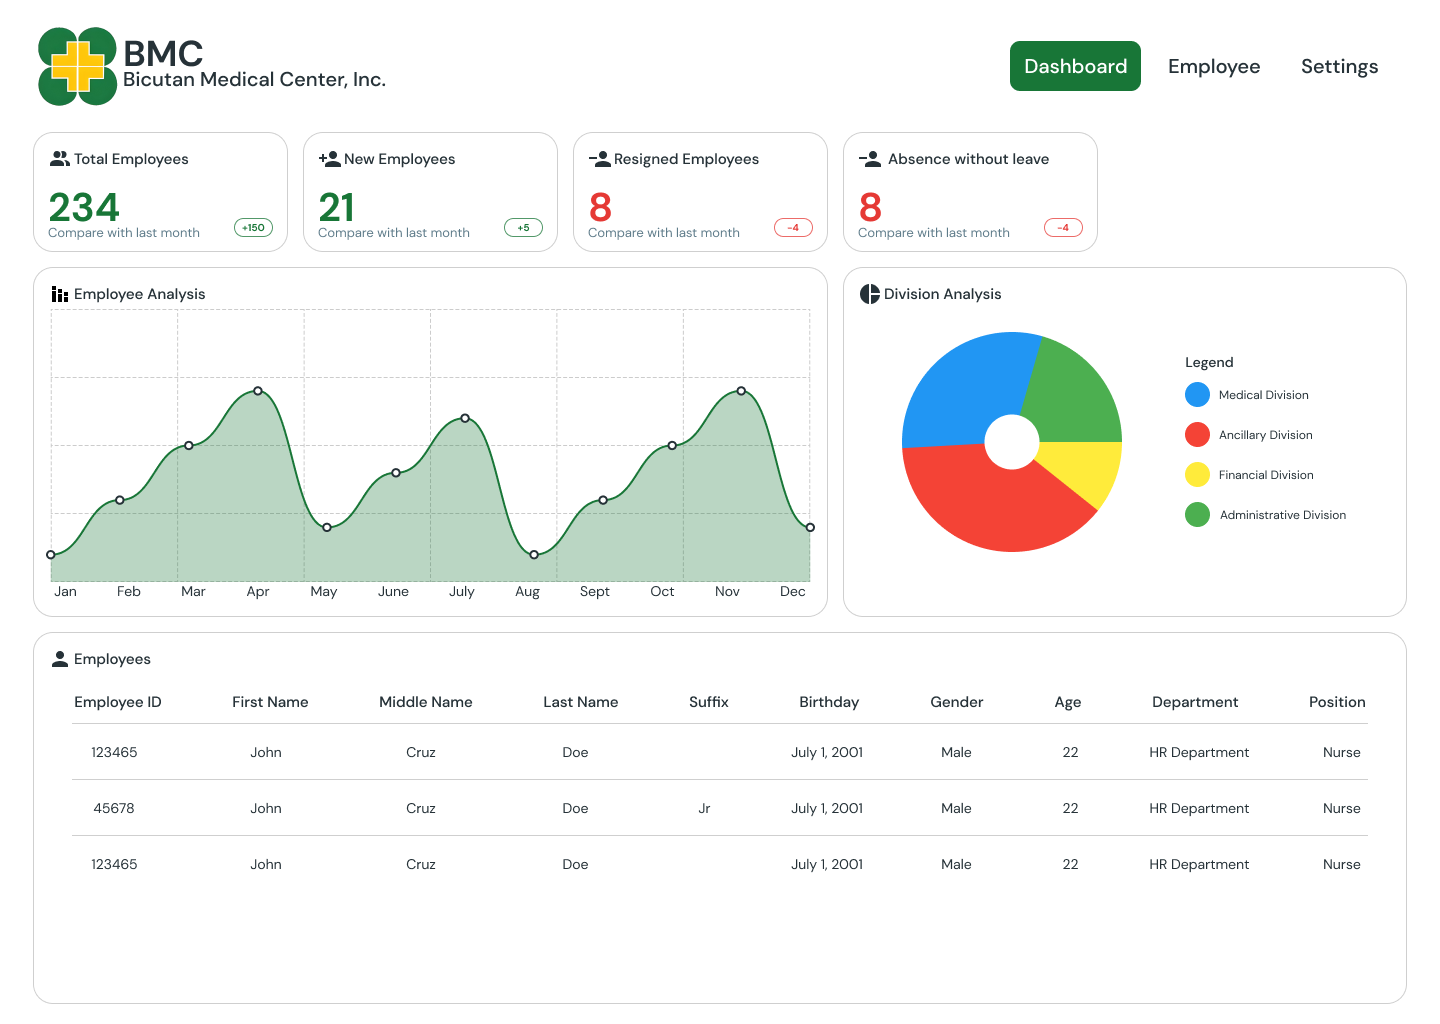 BMC
Bicutan Medical Center, Inc.
Dashboard Employee Settings
Total Employees
234
Compare with last month
+150
New Employees
21
Compare with last month
+5
Resigned Employees
8
Compare with last month
-4
Absence without leave
8
Compare with last month
-4
Employee Analysis
Jan Feb Mar Apr May June July Aug Sept Oct Nov Dec
Division Analysis
Legend
Medical Division
Ancillary Division
Financial Division
Administrative Division
Employees
Employee ID First Name Middle Name Last Name Suffix Birthday Gender Age Department Position
123465 John Cruz Doe July 1, 2001 Male 22 HR Department Nurse
45678 John Cruz Doe Jr July 1, 2001 Male 22 HR Department Nurse
123465 John Cruz Doe July 1, 2001 Male 22 HR Department Nurse